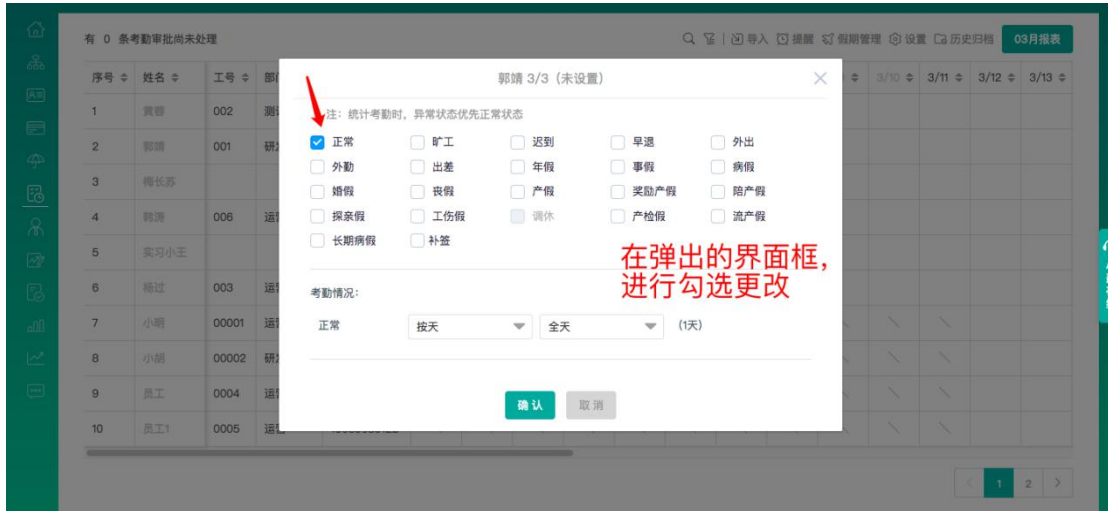 有 0 条考勤审批尚未处理
导入 提醒 假期管理 设置 历史归档 03月报表
序号 姓名 工号 3/10 3/11 3/12 3/13
郭靖 3/3（未设置）
注：统计考勤时，异常状态优先正常状态
正常 旷工 迟到 早退 外出
外勤 出差 年假 事假 病假
婚假 丧假 产假 奖励产假 陪产假
探亲假 工伤假 调休 产检假 流产假
长期病假 补签
在弹出的界面框，
进行勾选更改
考勤情况：
正常 按天 全天 （1天）
确认 取消
1 黄蓉 002
2 郭靖 001
3 梅长苏
4 韩涛 006
5 实习小王
6 杨过 003
7 小明 00001
8 小胡 00002
9 员工 0004
10 员工1 0005
1 2